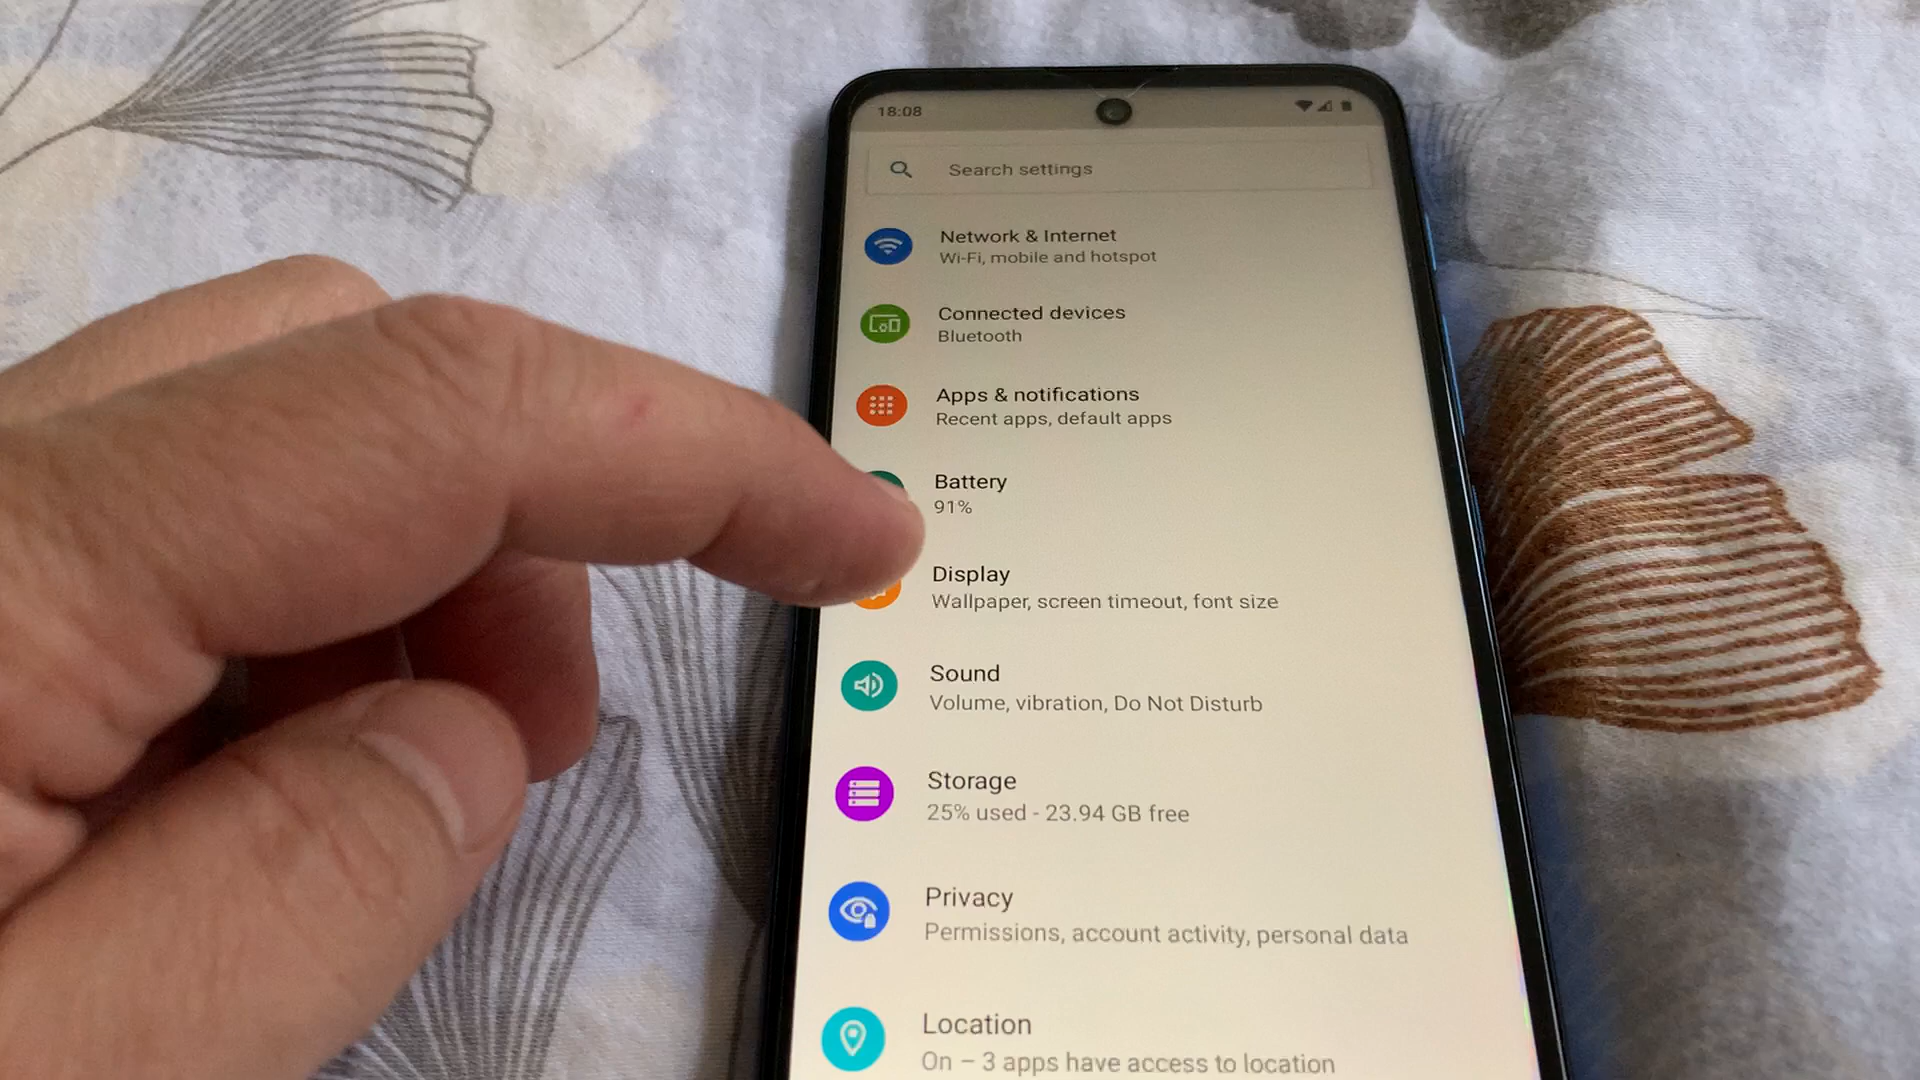 18:08
Search settings
Network & Internet
Wi-Fi, mobile and hotspot
Connected devices
Bluetooth
Apps & notifications
Recent apps, default apps
Battery
91%
Display
Wallpaper, screen timeout, font size
Sound
Volume, vibration, Do Not Disturb
Storage
25% used - 23.94 GB free
Privacy
Permissions, account activity, personal data
Location
On – 3 apps have access to location